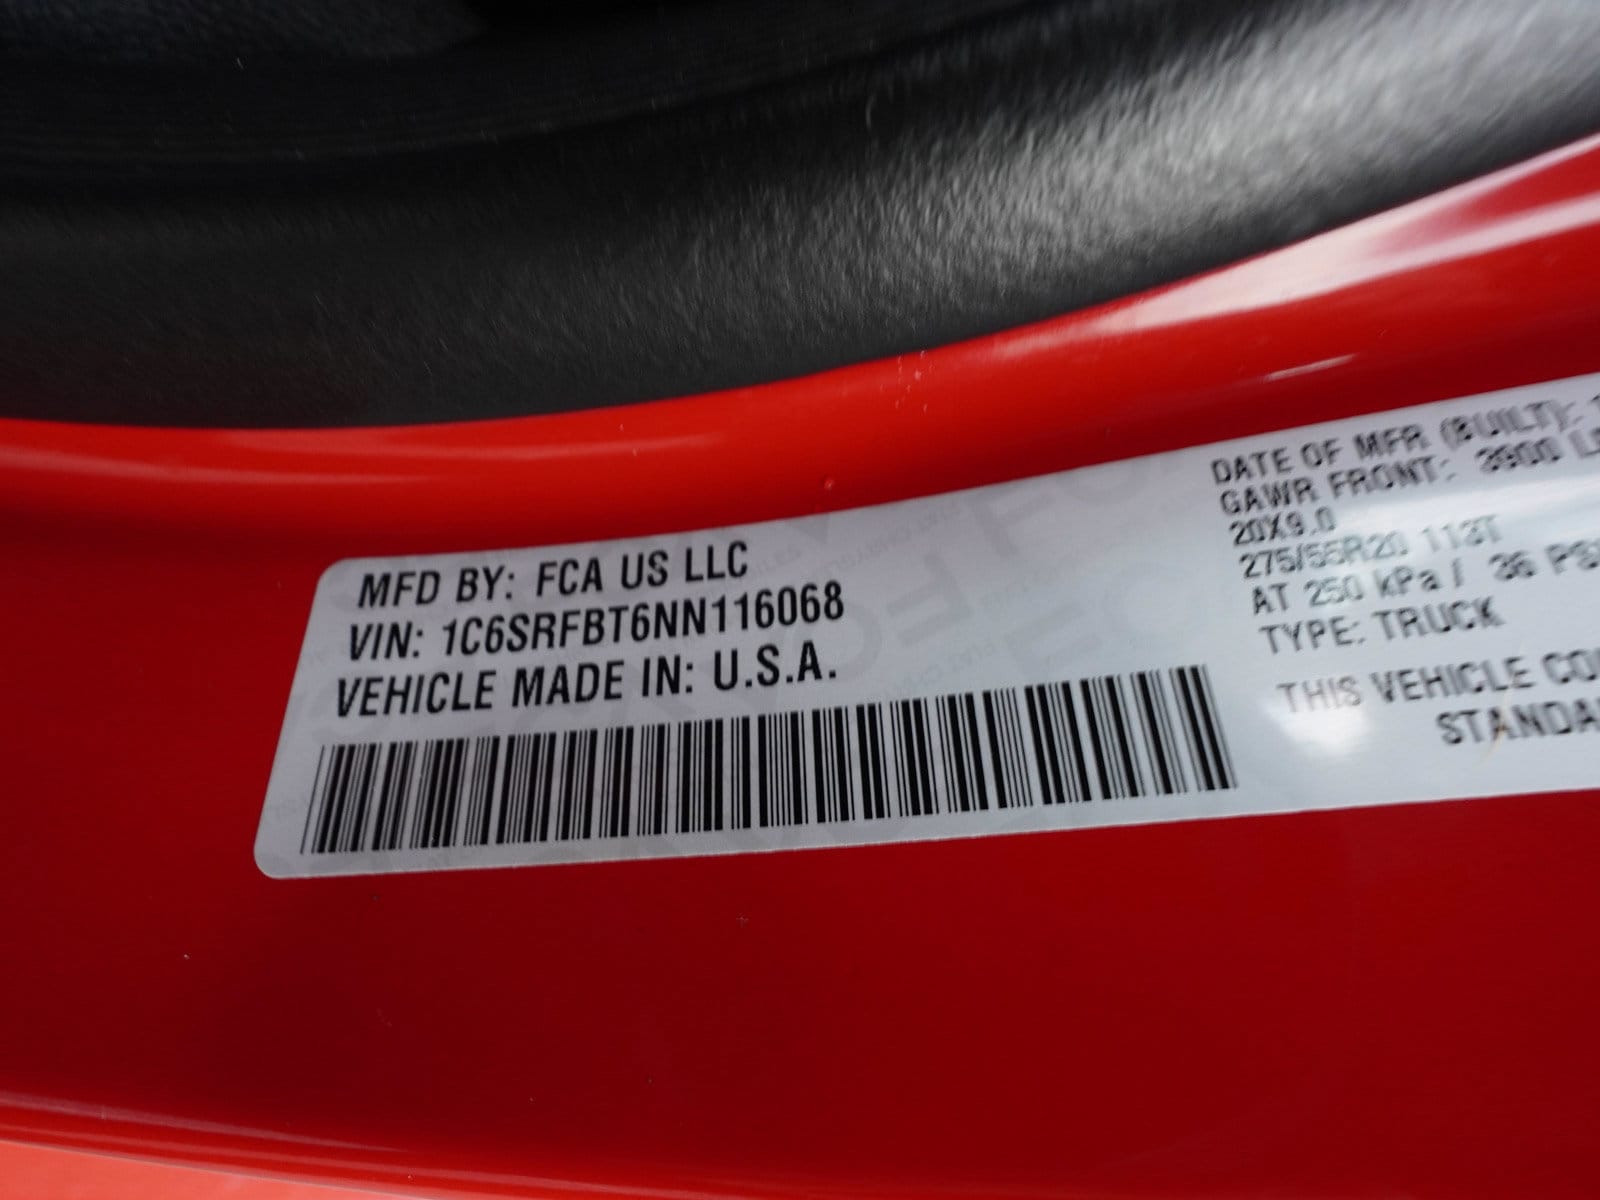 MFD BY: FCA US LLC
VIN: 1C6SRFBT6NN116068
VEHICLE MADE IN: U.S.A.
DATE OF MFR (BUILT):
GAWR FRONT: 3900
20X9.0
275/55R20 113T
AT 250 kPa / 36
TYPE: TRUCK
THIS VEHICLE